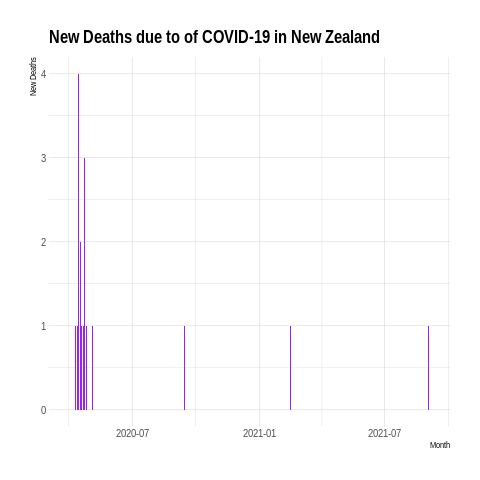 New Deaths due to of COVID-19 in New Zealand
New Deaths
4
3
2
1
0
2020-07
2021-01
2021-07
Month